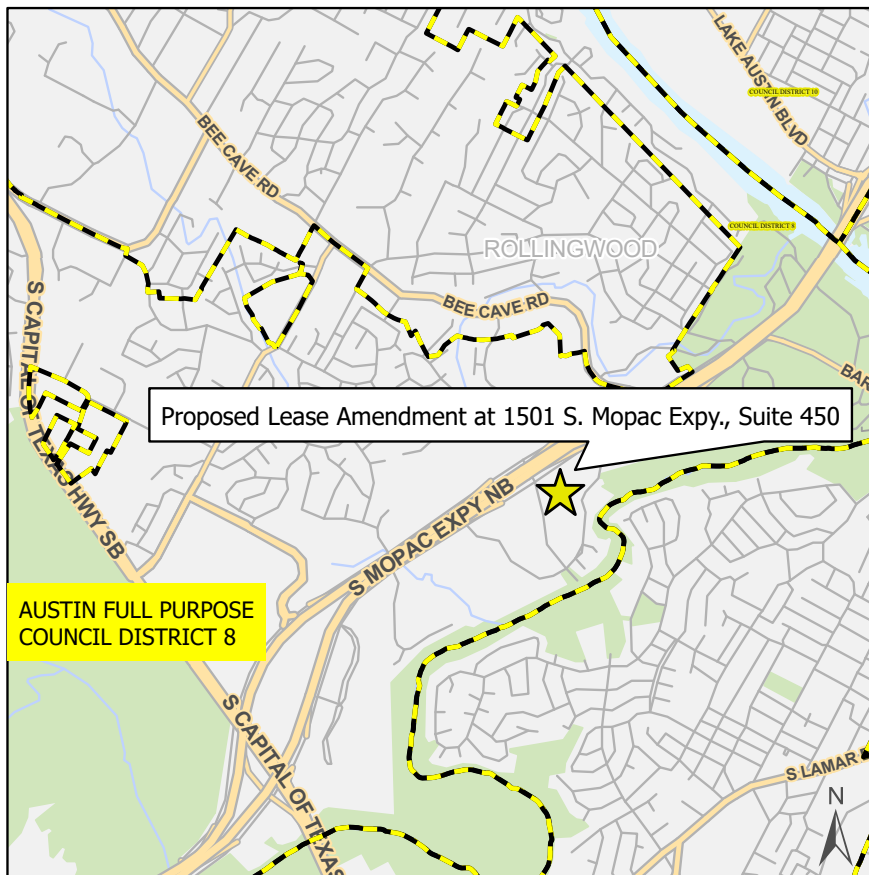 LAKE AUSTIN BLVD
COUNCIL DISTRICT 10
BEE CAVE RD
COUNCIL DISTRICT 8
ROLLINGWOOD
BEE CAVE RD
S CAPITAL OF TEXAS HWY SB
BAR
Proposed Lease Amendment at 1501 S. Mopac Expy., Suite 450
S MOPAC EXPY NB
AUSTIN FULL PURPOSE
COUNCIL DISTRICT 8
S CAPITAL OF TEXAS
S LAMAR
N